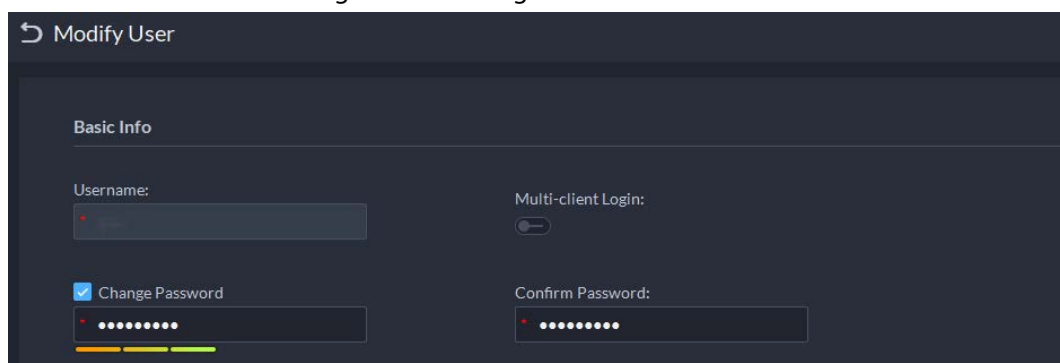 Modify User
Basic Info
Username:
Multi-client Login:
Change Password
Confirm Password:
* •••••••••
* •••••••••